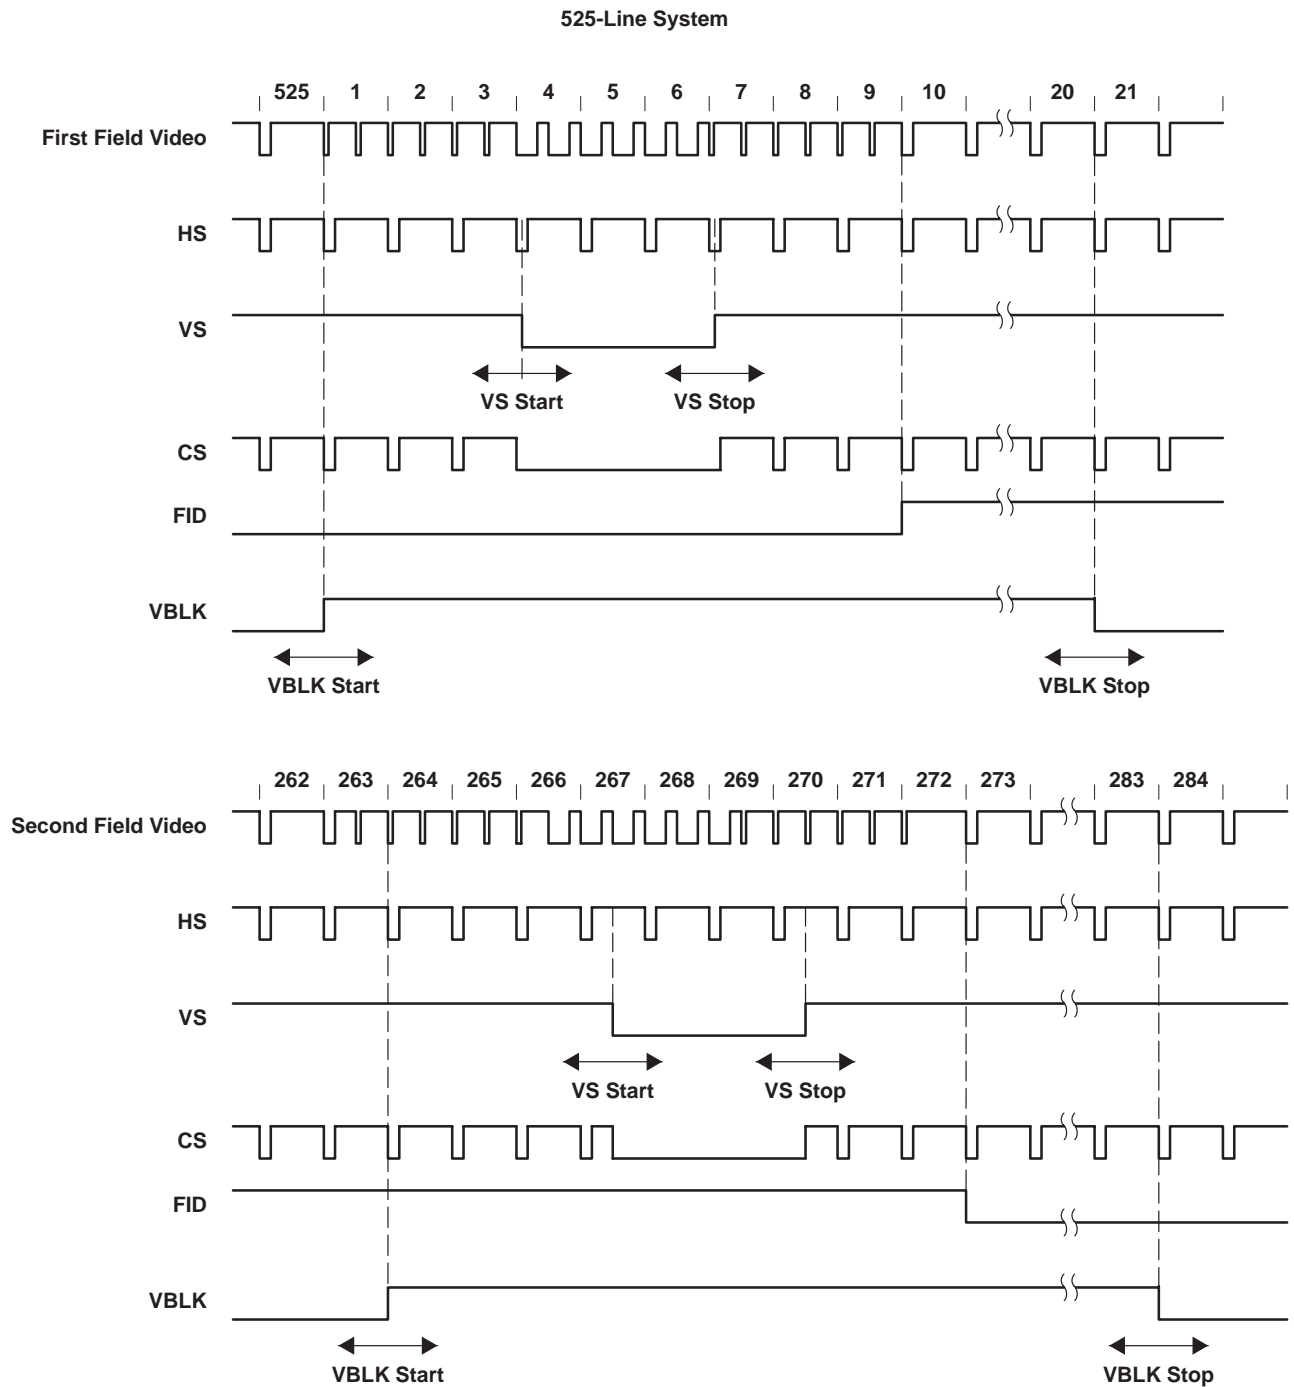 525-Line System
525 1 2 3 4 5 6 7 8 9 10 20 21
First Field Video
HS
VS
VS Start VS Stop
CS
FID
VBLK
VBLK Start VBLK Stop
262 263 264 265 266 267 268 269 270 271 272 273 283 284
Second Field Video
HS
VS
VS Start VS Stop
CS
FID
VBLK
VBLK Start VBLK Stop